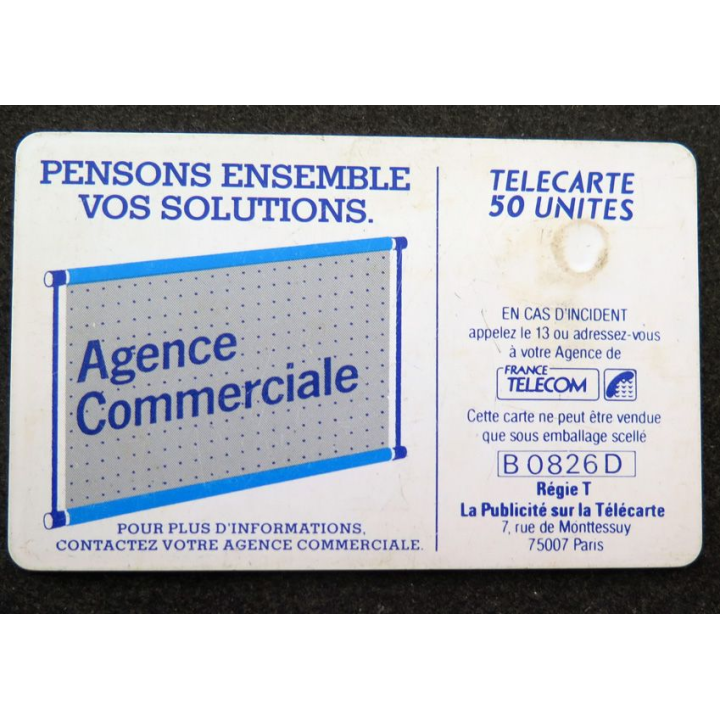 PENSONS ENSEMBLE
VOS SOLUTIONS.
Agence
Commerciale
POUR PLUS D'INFORMATIONS,
CONTACTEZ VOTRE AGENCE COMMERCIALE.
TELECARTE
50 UNITES
EN CAS D'INCIDENT
appelez le 13 ou adressez-vous
à votre Agence de
FRANCE
TELECOM
Cette carte ne peut être vendue
que sous emballage scellé
B 0826 D
Régie T
La Publicité sur la Télécarte
7, rue de Monttessuy
75007 Paris